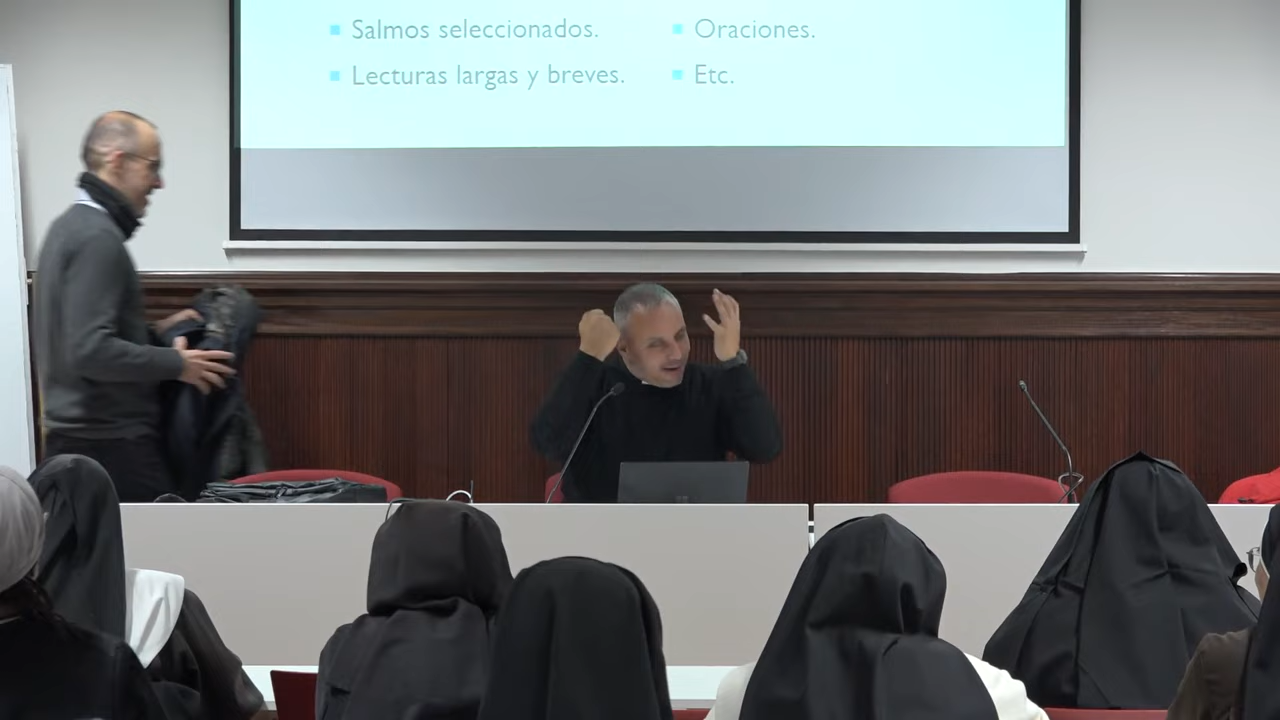 Salmos seleccionados.
Lecturas largas y breves.
Oraciones.
Etc.